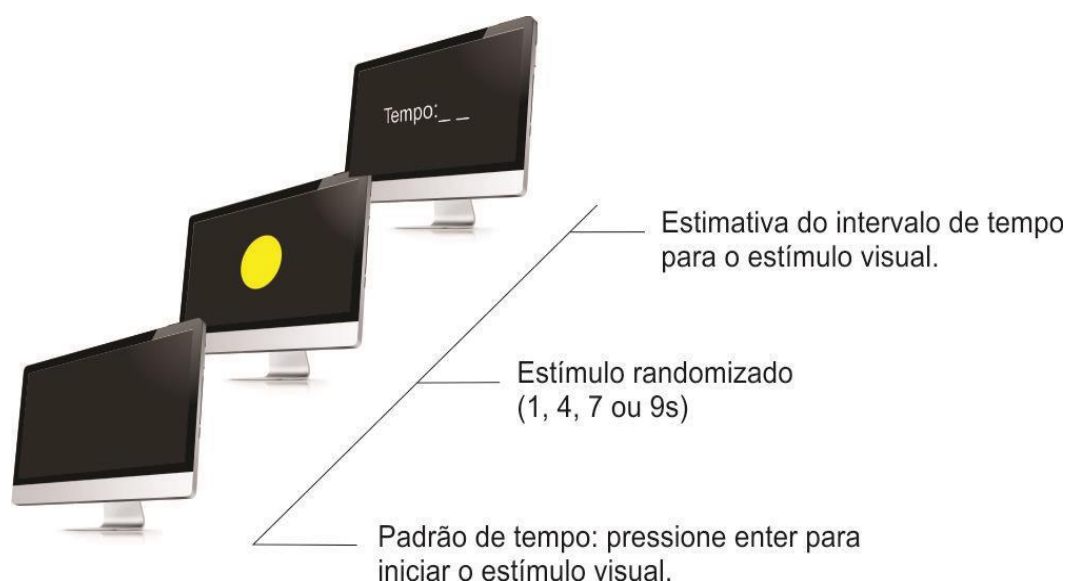 Tempo:_ _
Estimativa do intervalo de tempo
para o estímulo visual.
Estímulo randomizado
(1, 4, 7 ou 9s)
Padrão de tempo: pressione enter para
iniciar o estímulo visual.